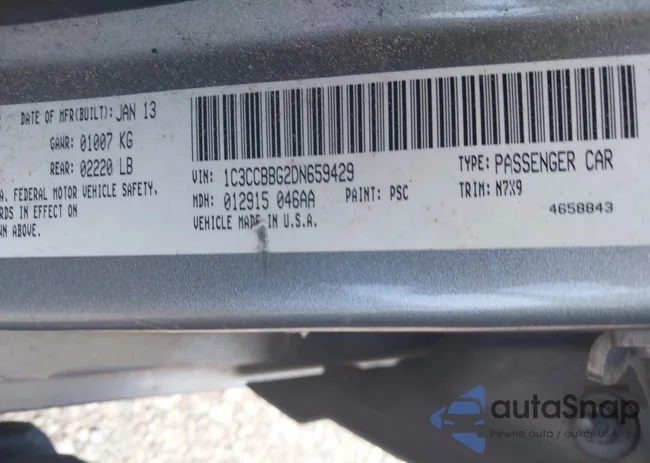 DATE OF MFR(BUILT): JAN 13
GAWR: 01007 KG
REAR: 02220 LB
A. FEDERAL MOTOR VEHICLE SAFETY,
RDS IN EFFECT ON
WN ABOVE.
VIN: 1C3CCBBG2DN659429
TYPE: PASSENGER CAR
MDH: 012915 046AA
PAINT: PSC
TRIM: N7X9
VEHICLE MADE IN U.S.A.
4658843
autoSnap
Pewne auta z aukcji USA - EU